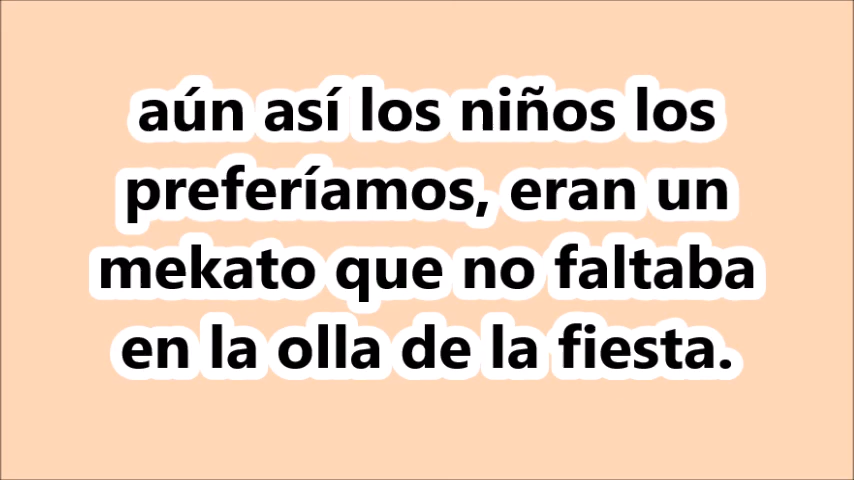 aún así los niños los
preferíamos, eran un
mekato que no faltaba
en la olla de la fiesta.